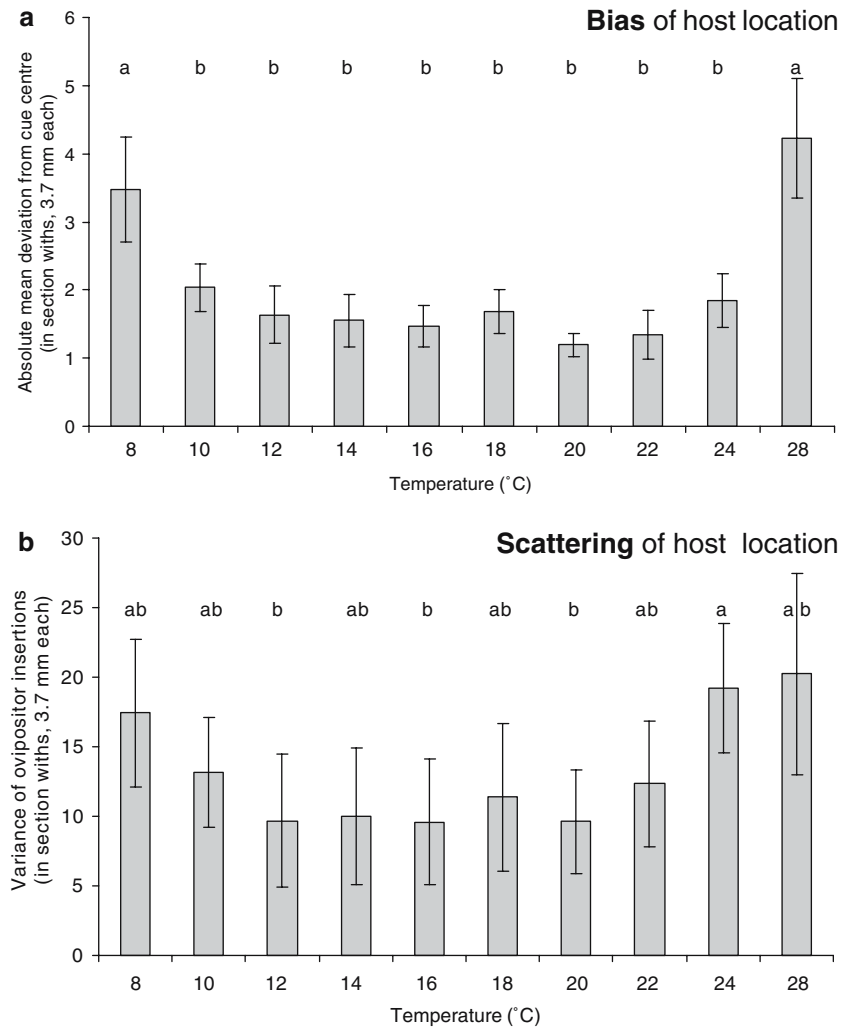 a
Bias of host location
Absolute mean deviation from cue centre
(in section withs, 3.7 mm each)
6
5
4
3
2
1
0
a b b b b b b b b a
8 10 12 14 16 18 20 22 24 28
Temperature (˚C)
b
Scattering of host location
Variance of ovipositor insertions
(in section withs, 3.7 mm each)
30
25
20
15
10
5
0
ab ab b ab b ab b ab a a b
8 10 12 14 16 18 20 22 24 28
Temperature (˚C)